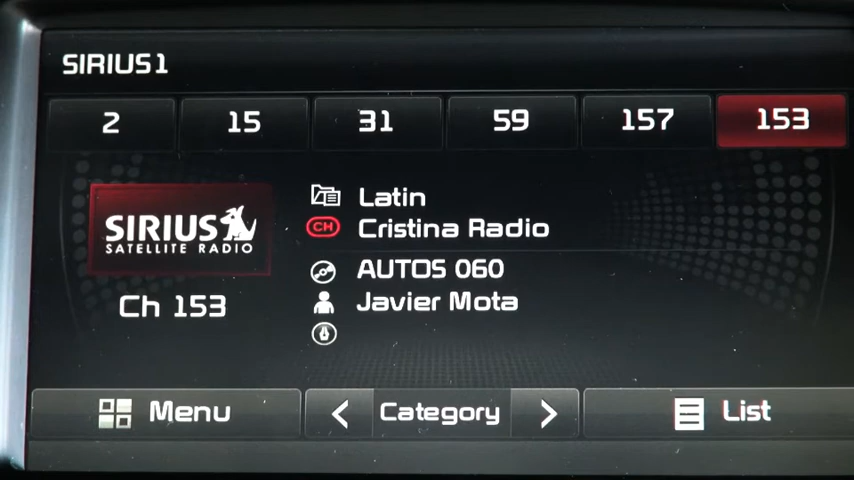 SIRIUS1
2 15 31 59 157 153
SIRIUS
SATELLITE RADIO
Ch 153
Latin
CH Cristina Radio
AUTOS 060
Javier Mota
Menu < Category > List